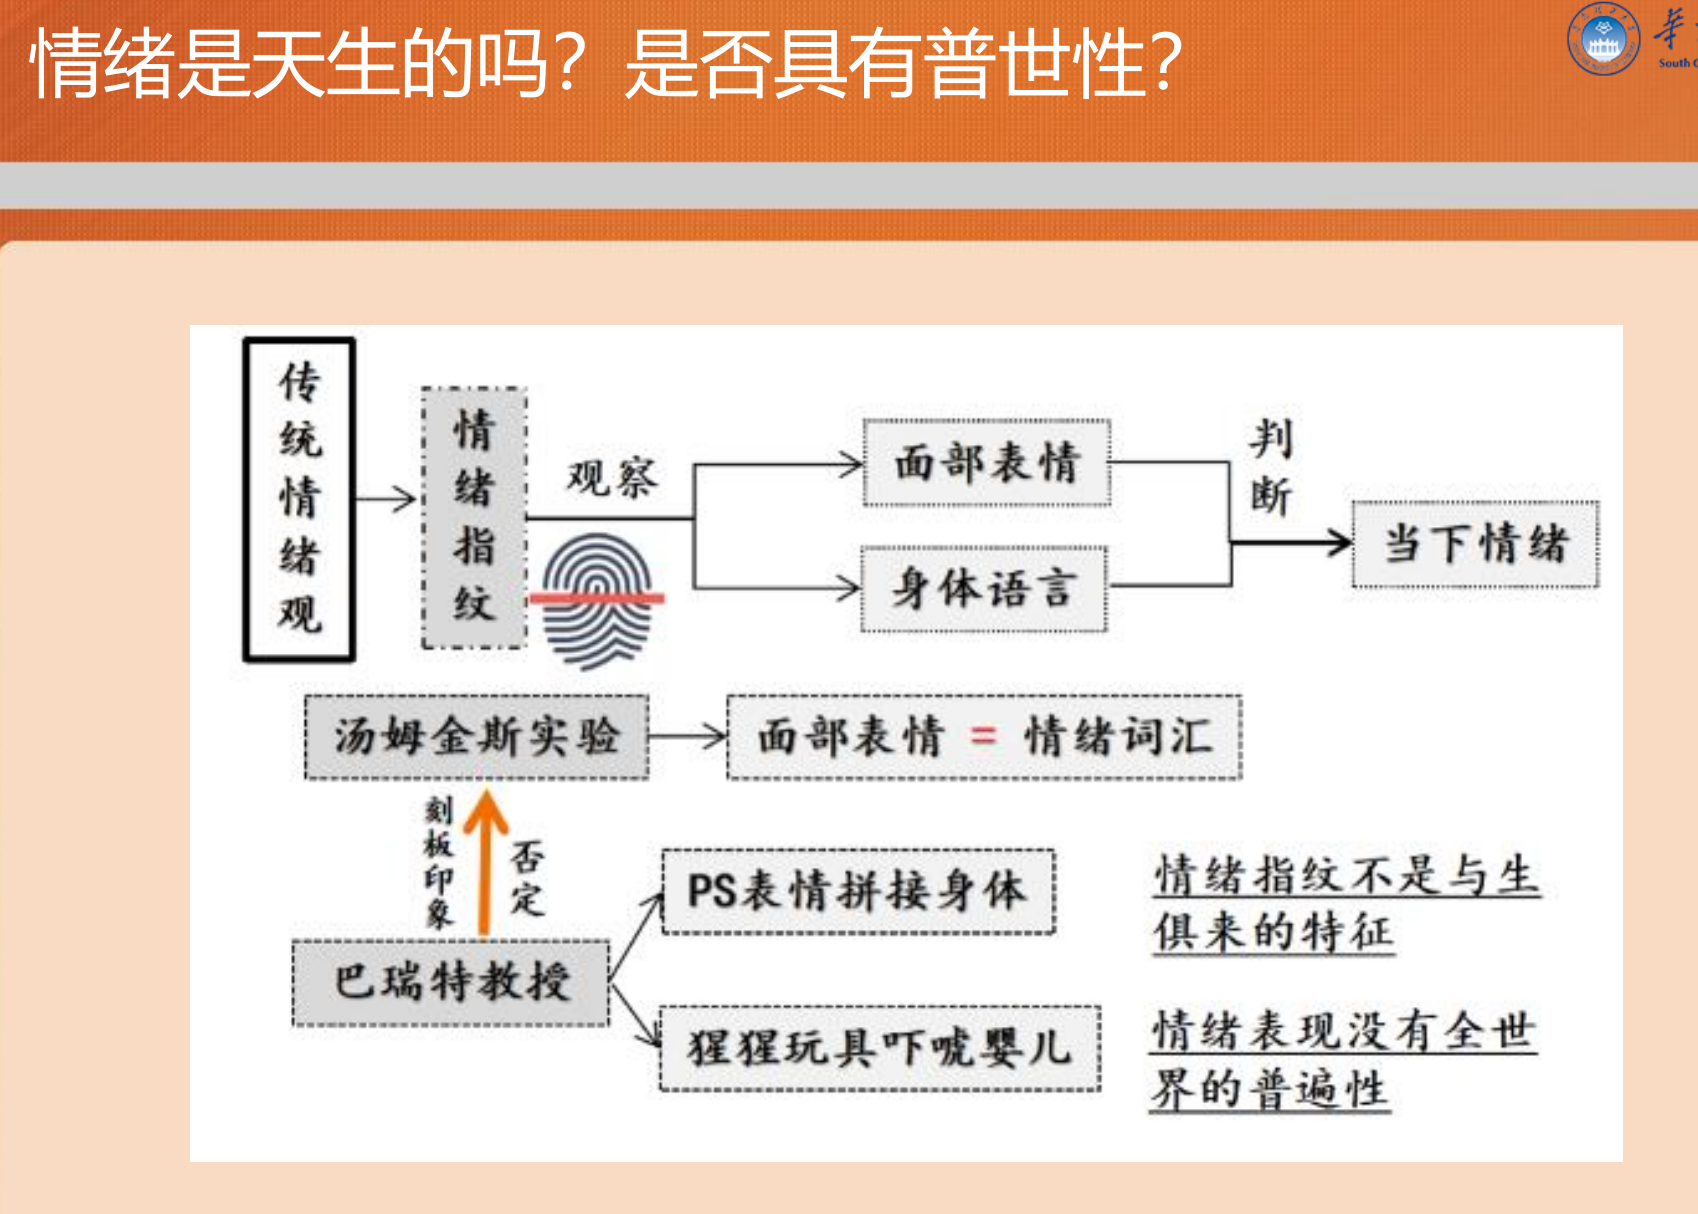 情绪是天生的吗？是否具有普世性？
華
South
传统情绪观
情绪指纹
观察
面部表情
身体语言
判断
当下情绪
汤姆金斯实验
面部表情 = 情绪词汇
刻板印象
否定
巴瑞特教授
PS表情拼接身体
猩猩玩具吓唬婴儿
情绪指纹不是与生
俱来的特征
情绪表现没有全世
界的普遍性